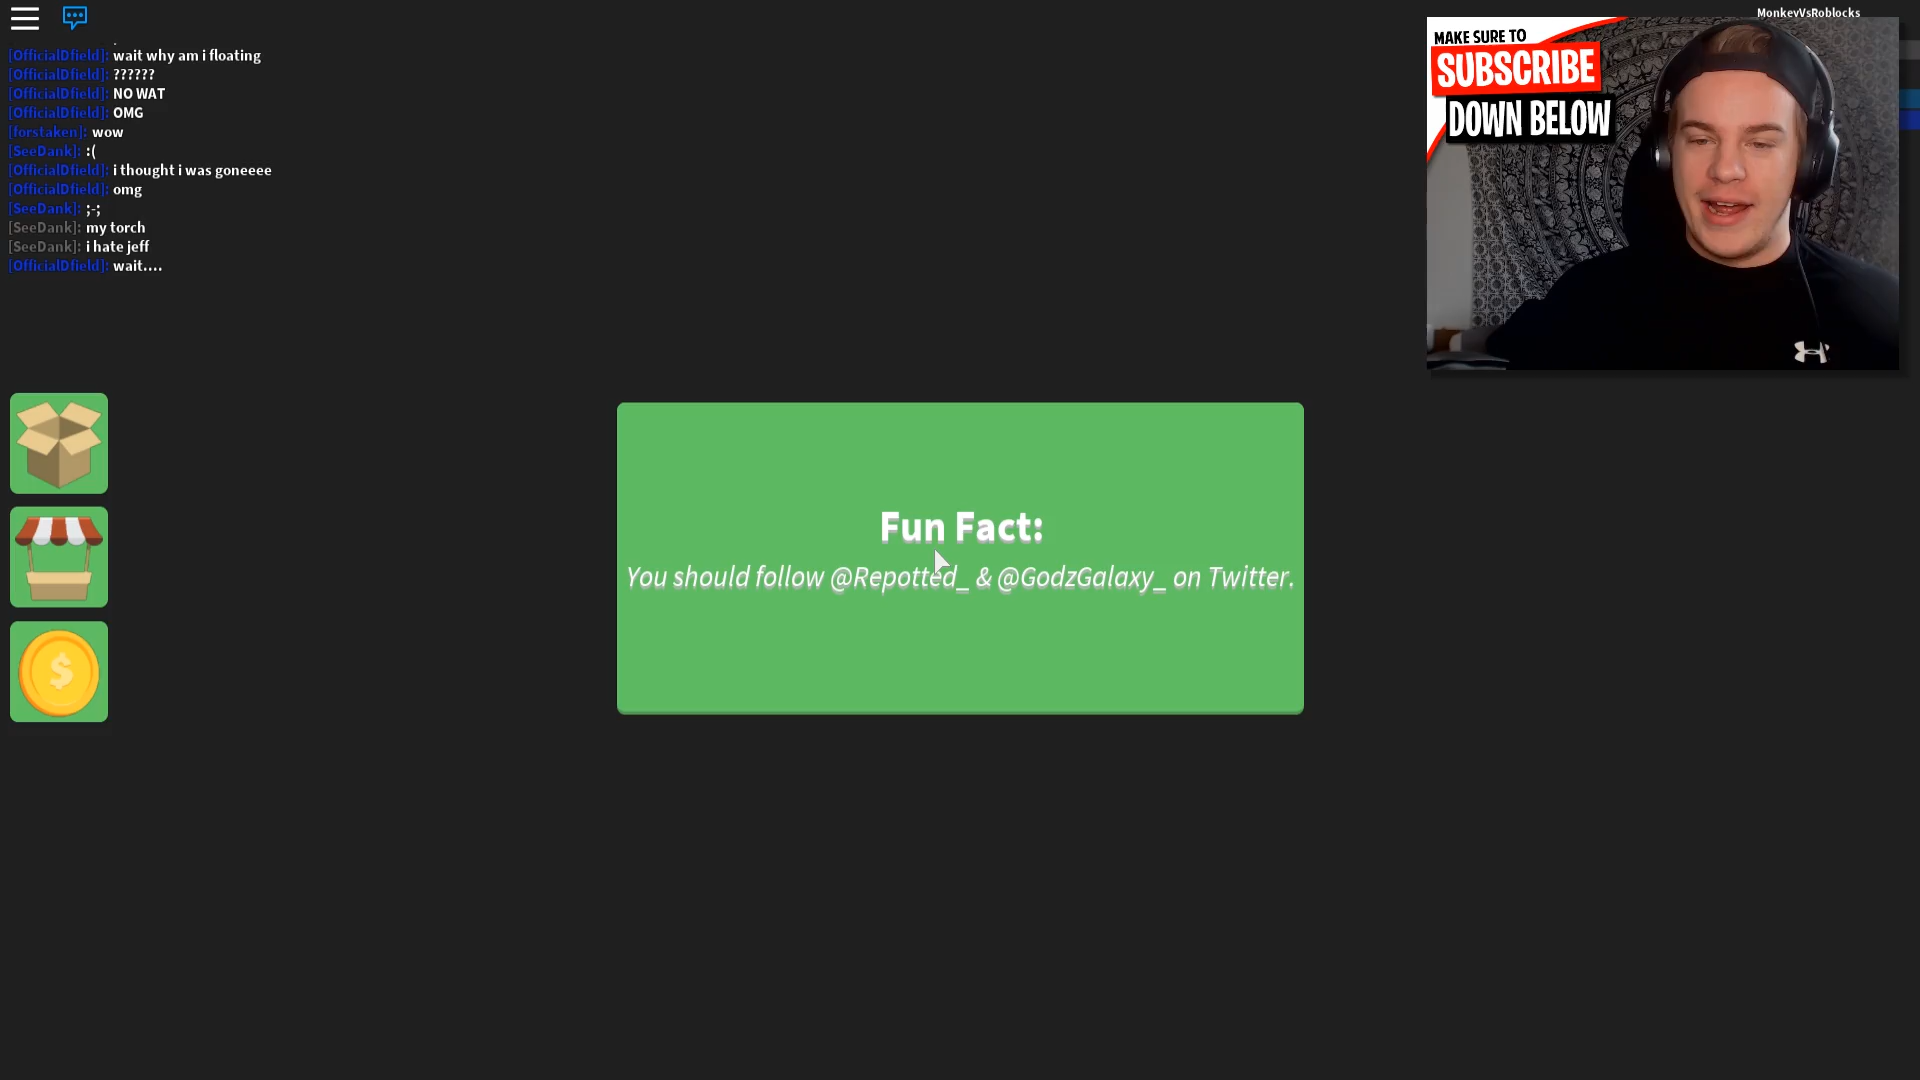 MonkeyVsRoblocks
[OfficialDfield]: wait why am i floating
[OfficialDfield]: ??????
[OfficialDfield]: NO WAT
[OfficialDfield]: OMG
[forstaken]: wow
[SeeDank]: :(
[OfficialDfield]: i thought i was goneeee
[OfficialDfield]: omg
[SeeDank]: ;-;
[SeeDank]: my torch
[SeeDank]: i hate jeff
[OfficialDfield]: wait....
MAKE SURE TO
SUBSCRIBE
DOWN BELOW
Fun Fact:
You should follow @Repotted_ & @GodzGalaxy_ on Twitter.
$